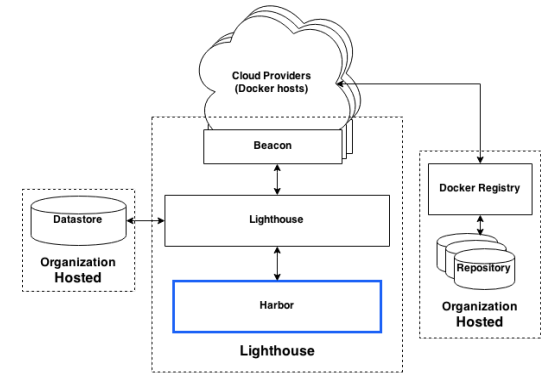 Cloud Providers
(Docker hosts)
Beacon
Docker Registry
Datastore
Lighthouse
Organization
Hosted
Repository
Harbor
Organization
Hosted
Lighthouse